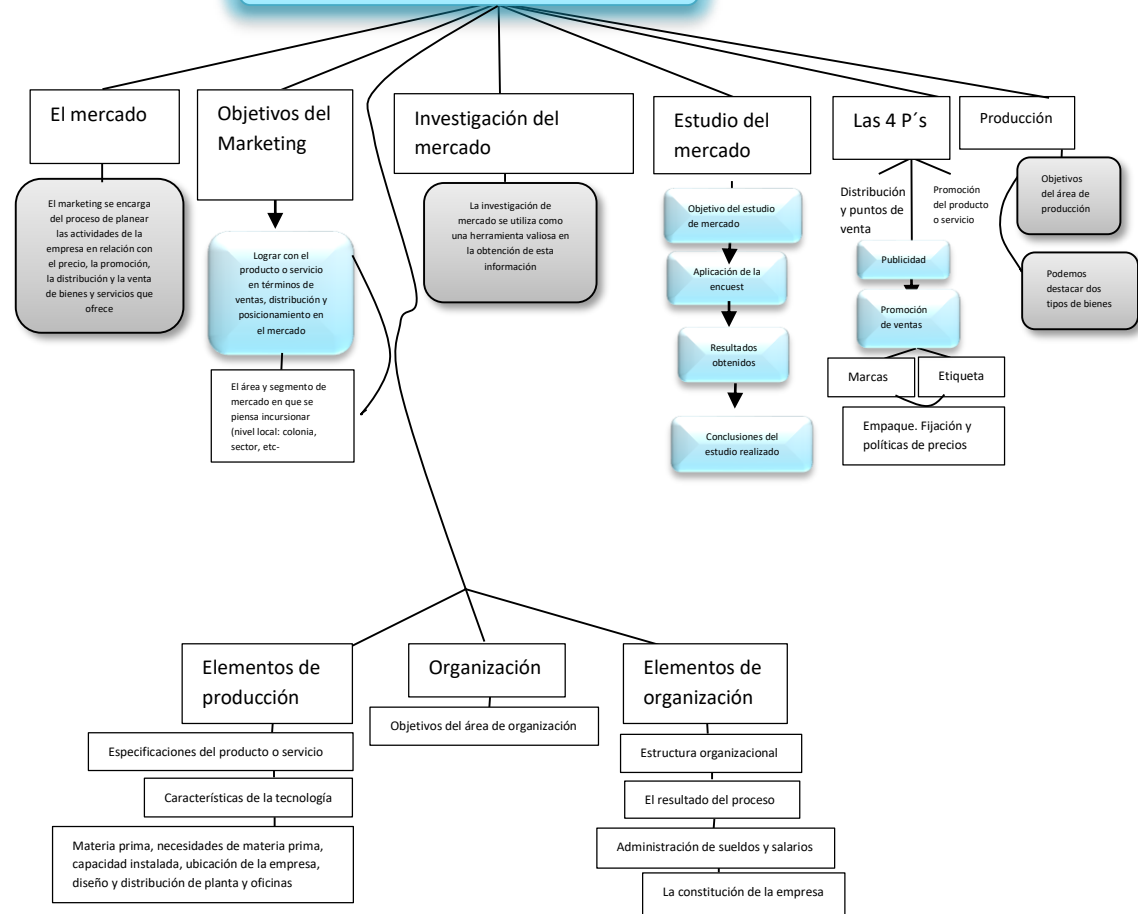 El mercado
El marketing se encarga
del proceso de planear
las actividades de la
empresa en relación con
el precio, la promoción,
la distribución y la venta
de bienes y servicios que
ofrece
Objetivos del
Marketing
Lograr con el
producto o servicio
en términos de
ventas, distribución y
posicionamiento en
el mercado
El área y segmento de
mercado en que se
piensa incursionar
(nivel local: colonia,
sector, etc-
Investigación del
mercado
La investigación de
mercado se utiliza como
una herramienta valiosa en
la obtención de esta
información
Estudio del
mercado
Objetivo del estudio
de mercado
Aplicación de la
encuest
Resultados
obtenidos
Conclusiones del
estudio realizado
Las 4 P´s
Distribución
y puntos de
venta
Promoción
del producto
o servicio
Publicidad
Promoción
de ventas
Marcas
Etiqueta
Empaque. Fijación y
políticas de precios
Producción
Objetivos
del área de
producción
Podemos
destacar dos
tipos de bienes
Elementos de
producción
Especificaciones del producto o servicio
Características de la tecnología
Materia prima, necesidades de materia prima,
capacidad instalada, ubicación de la empresa,
diseño y distribución de planta y oficinas
Organización
Objetivos del área de organización
Elementos de
organización
Estructura organizacional
El resultado del proceso
Administración de sueldos y salarios
La constitución de la empresa